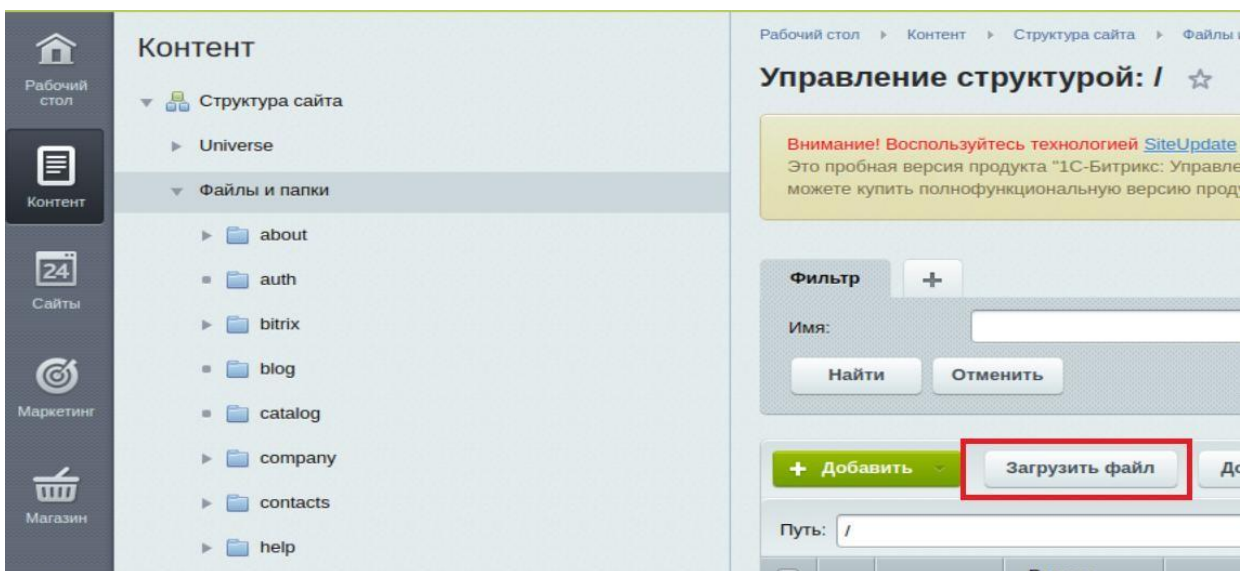 Рабочий
стол
Контент
24
Сайты
Маркетинг
Магазин
Контент
Структура сайта
Universe
Файлы и папки
about
auth
bitrix
blog
catalog
company
contacts
help
Рабочий стол Контент Структура сайта Файлы
Управление структурой: /
Внимание! Воспользуйтесь технологией SiteUpdate
Это пробная версия продукта "1С-Битрикс: Управле
можете купить полнофункциональную версию проду
Фильтр +
Имя:
Найти Отменить
+ Добавить Загрузить файл До
Путь: /